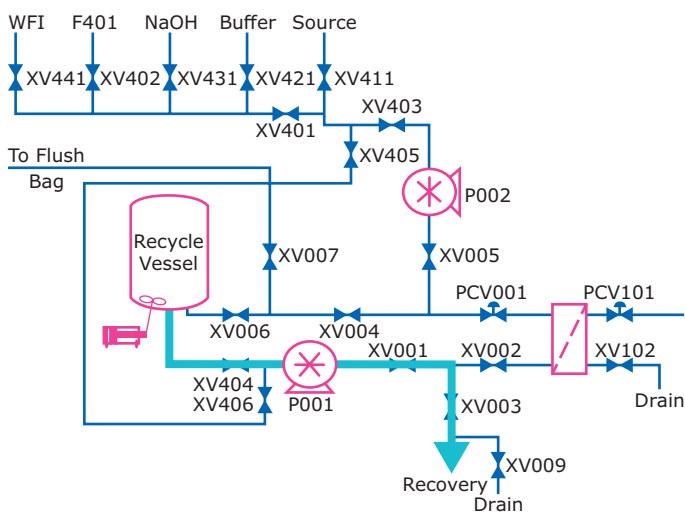 WFI F401 NaOH Buffer Source
XV441 XV402 XV431 XV421 XV411
XV403
XV401
XV405
To Flush
Bag
P002
Recycle
Vessel
XV007 XV005
PCV001 PCV101
XV006 XV004
XV001 XV002 XV102
XV404
XV406 P001
XV003
Drain
XV009
Recovery
Drain